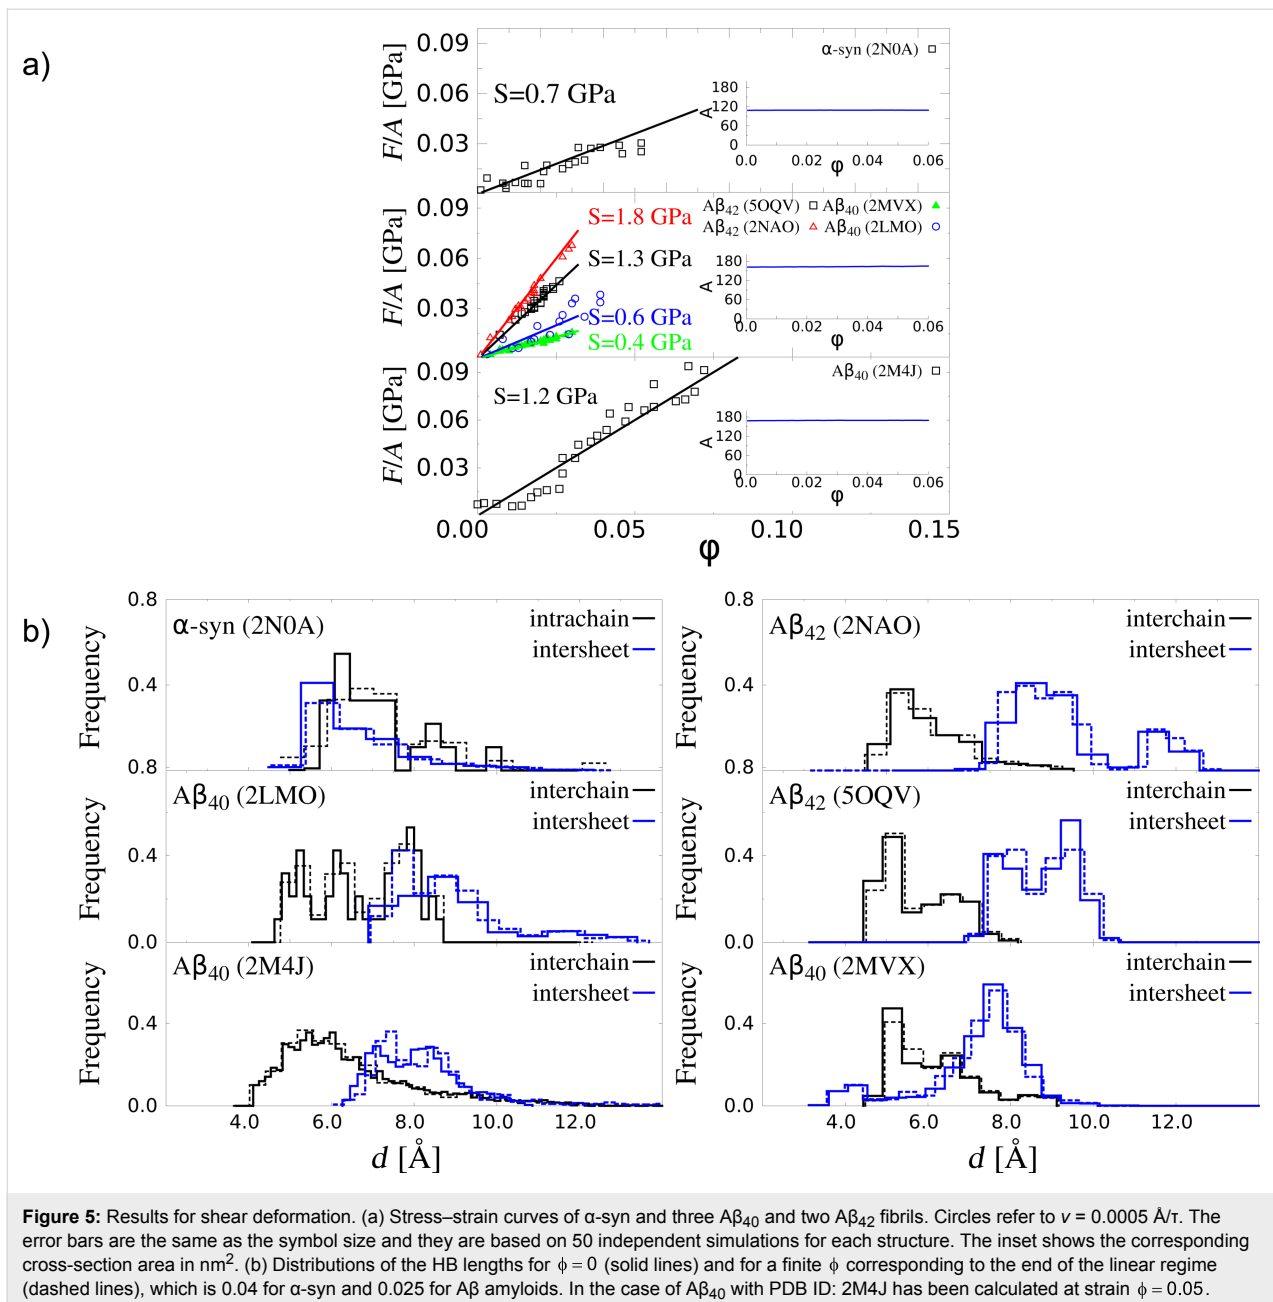 a)
F/A [GPa]
0.09
0.06
0.03
S=0.7 GPa
α-syn (2N0A)
A
180
120
60
0
0.0 0.02 0.04 0.06
φ
F/A [GPa]
0.09
0.06
0.03
S=1.8 GPa
S=1.3 GPa
S=0.6 GPa
S=0.4 GPa
Aβ42 (5OQV) Aβ40 (2MVX)
Aβ42 (2NAO) Aβ40 (2LMO)
A
180
120
60
0
0.0 0.02 0.04 0.06
φ
F/A [GPa]
0.09
0.06
0.03
S=1.2 GPa
Aβ40 (2M4J)
A
180
120
60
0
0.0 0.02 0.04 0.06
φ
0.00 0.05 0.10 0.15
φ
b)
Frequency
0.8
0.4
α-syn (2N0A)
intrachain
intersheet
Frequency
0.8
0.4
0.0
Aβ40 (2LMO)
interchain
intersheet
Frequency
0.4
0.0
Aβ40 (2M4J)
interchain
intersheet
4.0 6.0 8.0 10.0 12.0
d [Å]
Frequency
0.8
0.4
0.8
Aβ42 (2NAO)
interchain
intersheet
Frequency
0.4
0.0
Aβ42 (5OQV)
interchain
intersheet
Frequency
0.4
0.0
Aβ40 (2MVX)
interchain
intersheet
4.0 6.0 8.0 10.0 12.0
d [Å]
Figure 5: Results for shear deformation. (a) Stress–strain curves of α-syn and three Aβ40 and two Aβ42 fibrils. Circles refer to v = 0.0005 Å/τ. The
error bars are the same as the symbol size and they are based on 50 independent simulations for each structure. The inset shows the corresponding
cross-section area in nm2. (b) Distributions of the HB lengths for ϕ = 0 (solid lines) and for a finite ϕ corresponding to the end of the linear regime
(dashed lines), which is 0.04 for α-syn and 0.025 for Aβ amyloids. In the case of Aβ40 with PDB ID: 2M4J has been calculated at strain ϕ = 0.05.